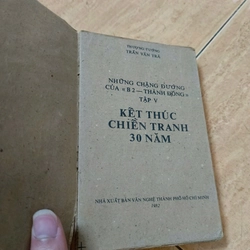 THƯỢNG TƯỚNG
TRẦN VĂN TRÀ
NHỮNG CHẶNG ĐƯỜNG
CỦA « B2 — THÀNH ĐỒNG »
TẬP V
KẾT THÚC
CHIẾN TRANH
30 NĂM
NHÀ XUẤT BẢN VĂN NGHỆ THÀNH PHỐ HỒ CHÍ MINH
1982